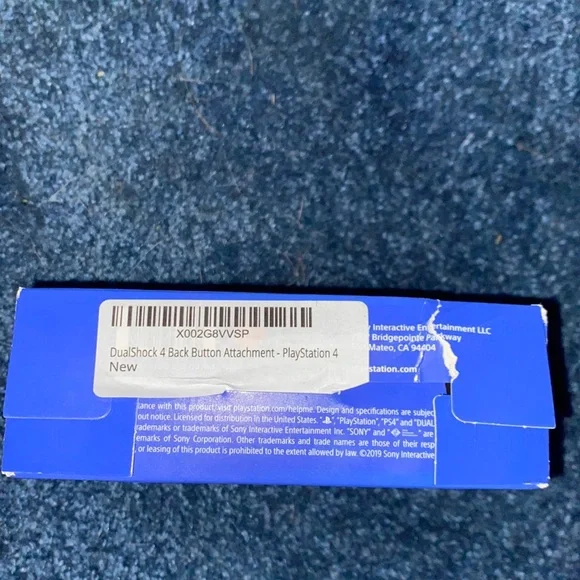 X002G8VVSP
DualShock 4 Back Button Attachment - PlayStation 4
New
y Interactive Entertainment LLC
Bridgepointe Parkway
Mateo, CA 94404
ystation.com
tance with this product/visit playstation.com/helpme. Design and specifications are subjec
out notice. Licensed for distribution in the United States. " ", "PlayStation", "PS4" and "DUAL
rademarks or trademarks of Sony Interactive Entertainment Inc. "SONY" and " " are
emarks of Sony Corporation. Other trademarks and trade names are those of their resp
, or leasing of this product is prohibited to the extent allowed by law. ©2019 Sony Interactive